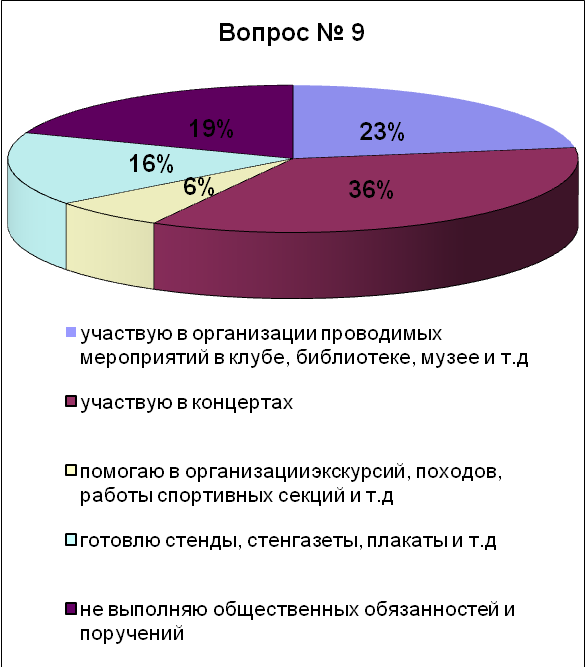 Вопрос № 9
19%
23%
16%
6%
36%
участвую в организации проводимых
мероприятий в клубе, библиотеке, музее и т.д
участвую в концертах
помогаю в организацииэкскурсий, походов,
работы спортивных секций и т.д
готовлю стенды, стенгазеты, плакаты и т.д
не выполняю общественных обязанностей и
поручений